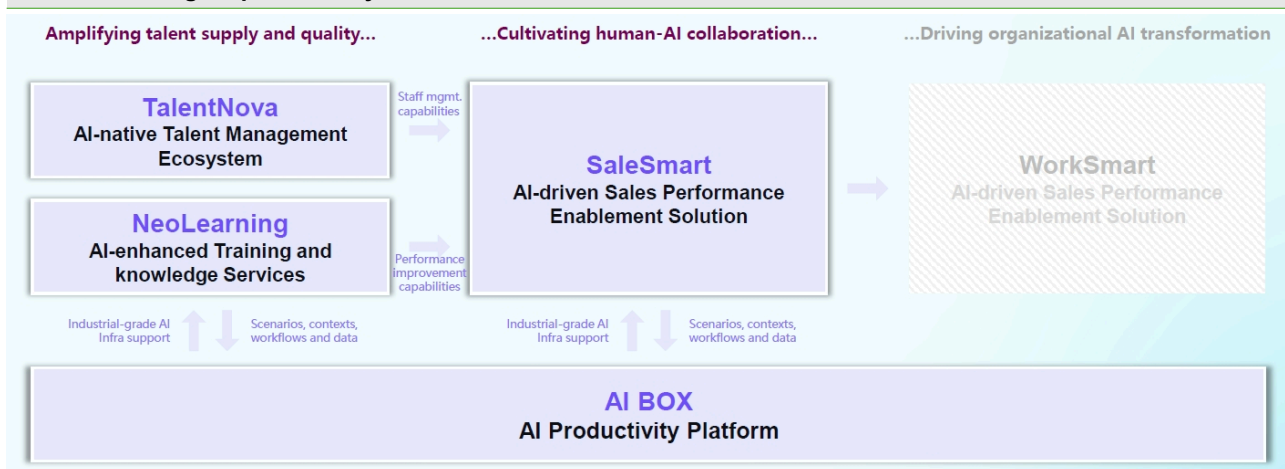 Amplifying talent supply and quality...
...Cultivating human-AI collaboration...
...Driving organizational AI transformation
TalentNova
AI-native Talent Management
Ecosystem
Staff mgmt.
capabilities
NeoLearning
AI-enhanced Training and
knowledge Services
Performance
improvement
capabilities
SaleSmart
AI-driven Sales Performance
Enablement Solution
WorkSmart
AI-driven Sales Performance
Enablement Solution
Industrial-grade AI
Infra support
Scenarios, contexts,
workflows and data
Industrial-grade AI
Infra support
Scenarios, contexts,
workflows and data
AI BOX
AI Productivity Platform